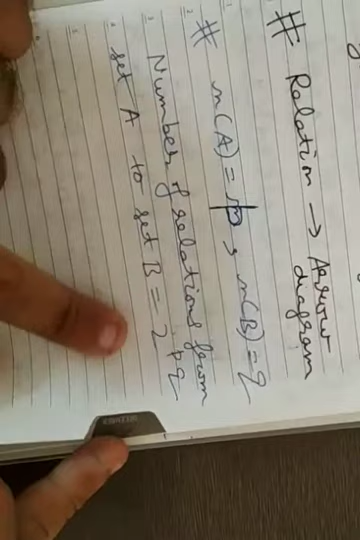 # Relation → Arrow
diagram
# n(A) = p, n(B) = q
Number of relations from
set A to set B = 2^pq